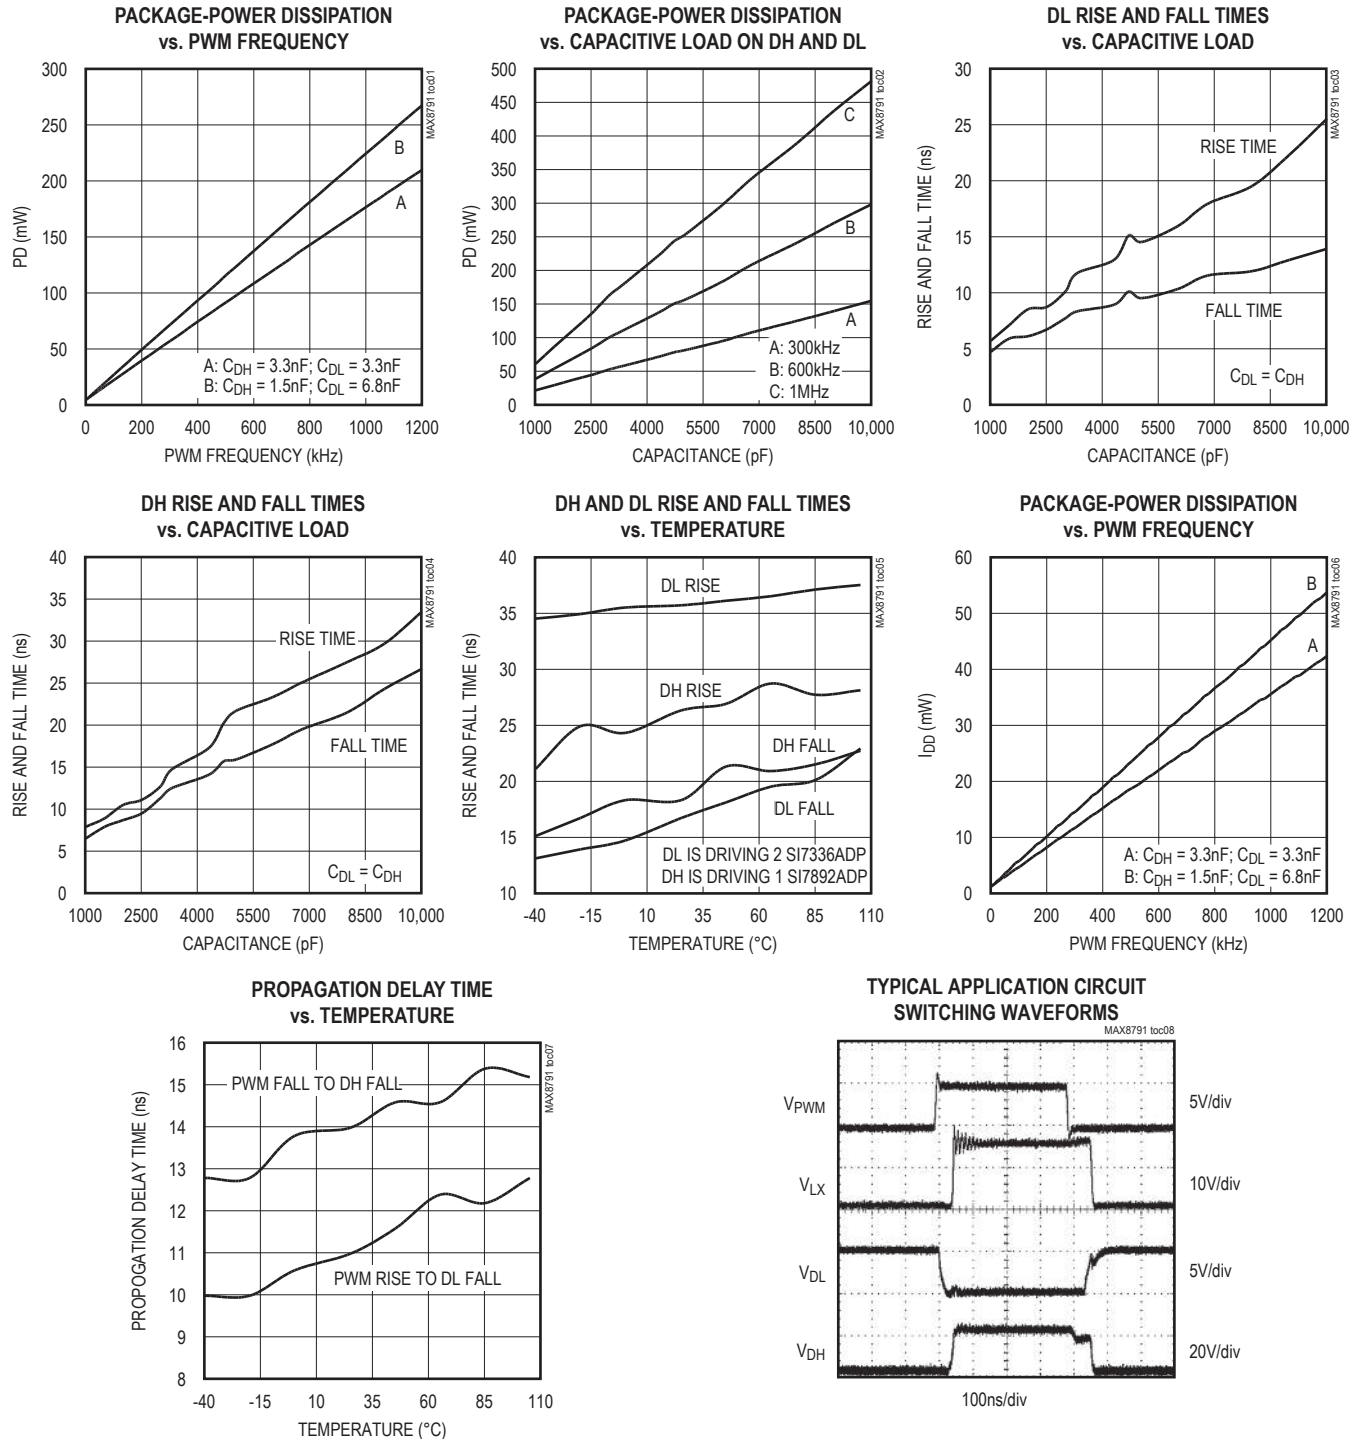 PACKAGE-POWER DISSIPATION
vs. PWM FREQUENCY
300
250
200
150
100
50
0
PD (mW)
B
A
A: CDH = 3.3nF; CDL = 3.3nF
B: CDH = 1.5nF; CDL = 6.8nF
0 200 400 600 800 1000 1200
PWM FREQUENCY (kHz)
MAX8791 toc01
PACKAGE-POWER DISSIPATION
vs. CAPACITIVE LOAD ON DH AND DL
500
450
400
350
300
250
200
150
100
50
0
PD (mW)
C
B
A
A: 300kHz
B: 600kHz
C: 1MHz
1000 2500 4000 5500 7000 8500 10,000
CAPACITANCE (pF)
MAX8791 toc02
DL RISE AND FALL TIMES
vs. CAPACITIVE LOAD
30
25
20
15
10
5
0
RISE AND FALL TIME (ns)
RISE TIME
FALL TIME
CDL = CDH
1000 2500 4000 5500 7000 8500 10,000
CAPACITANCE (pF)
MAX8791 toc03
DH RISE AND FALL TIMES
vs. CAPACITIVE LOAD
40
35
30
25
20
15
10
5
0
RISE AND FALL TIME (ns)
RISE TIME
FALL TIME
CDL = CDH
1000 2500 4000 5500 7000 8500 10,000
CAPACITANCE (pF)
MAX8791 toc04
DH AND DL RISE AND FALL TIMES
vs. TEMPERATURE
40
35
30
25
20
15
10
RISE AND FALL TIME (ns)
DL RISE
DH RISE
DH FALL
DL FALL
DL IS DRIVING 2 SI7336ADP
DH IS DRIVING 1 SI7892ADP
-40 -15 10 35 60 85 110
TEMPERATURE (°C)
MAX8791 toc05
PACKAGE-POWER DISSIPATION
vs. PWM FREQUENCY
60
50
40
30
20
10
0
IDD (mW)
B
A
A: CDH = 3.3nF; CDL = 3.3nF
B: CDH = 1.5nF; CDL = 6.8nF
0 200 400 600 800 1000 1200
PWM FREQUENCY (kHz)
MAX8791 toc06
PROPAGATION DELAY TIME
vs. TEMPERATURE
16
15
14
13
12
11
10
9
8
PROPOGATION DELAY TIME (ns)
PWM FALL TO DH FALL
PWM RISE TO DL FALL
-40 -15 10 35 60 85 110
TEMPERATURE (°C)
MAX8791 toc07
TYPICAL APPLICATION CIRCUIT
SWITCHING WAVEFORMS
MAX8791 toc08
VPWM 5V/div
VLX 10V/div
VDL 5V/div
VDH 20V/div
100ns/div